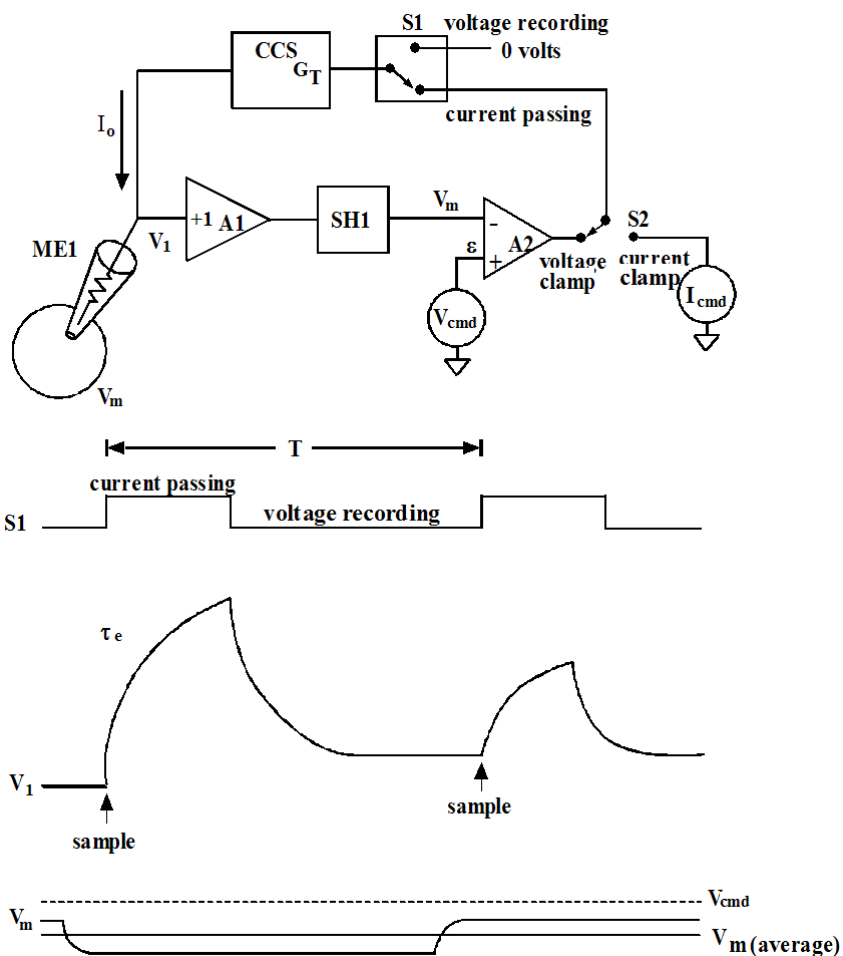 S1 voltage recording
CCS
0 volts
G_T
current passing
I_o
V_m
S2
+1 A1
SH1
-
ME1
V_1
ε
A2
+
voltage clamp
current clamp
V_cmd
I_cmd
V_m
T
current passing
S1
voltage recording
τ_e
V_1
sample
sample
V_m
V_cmd
V_m (average)